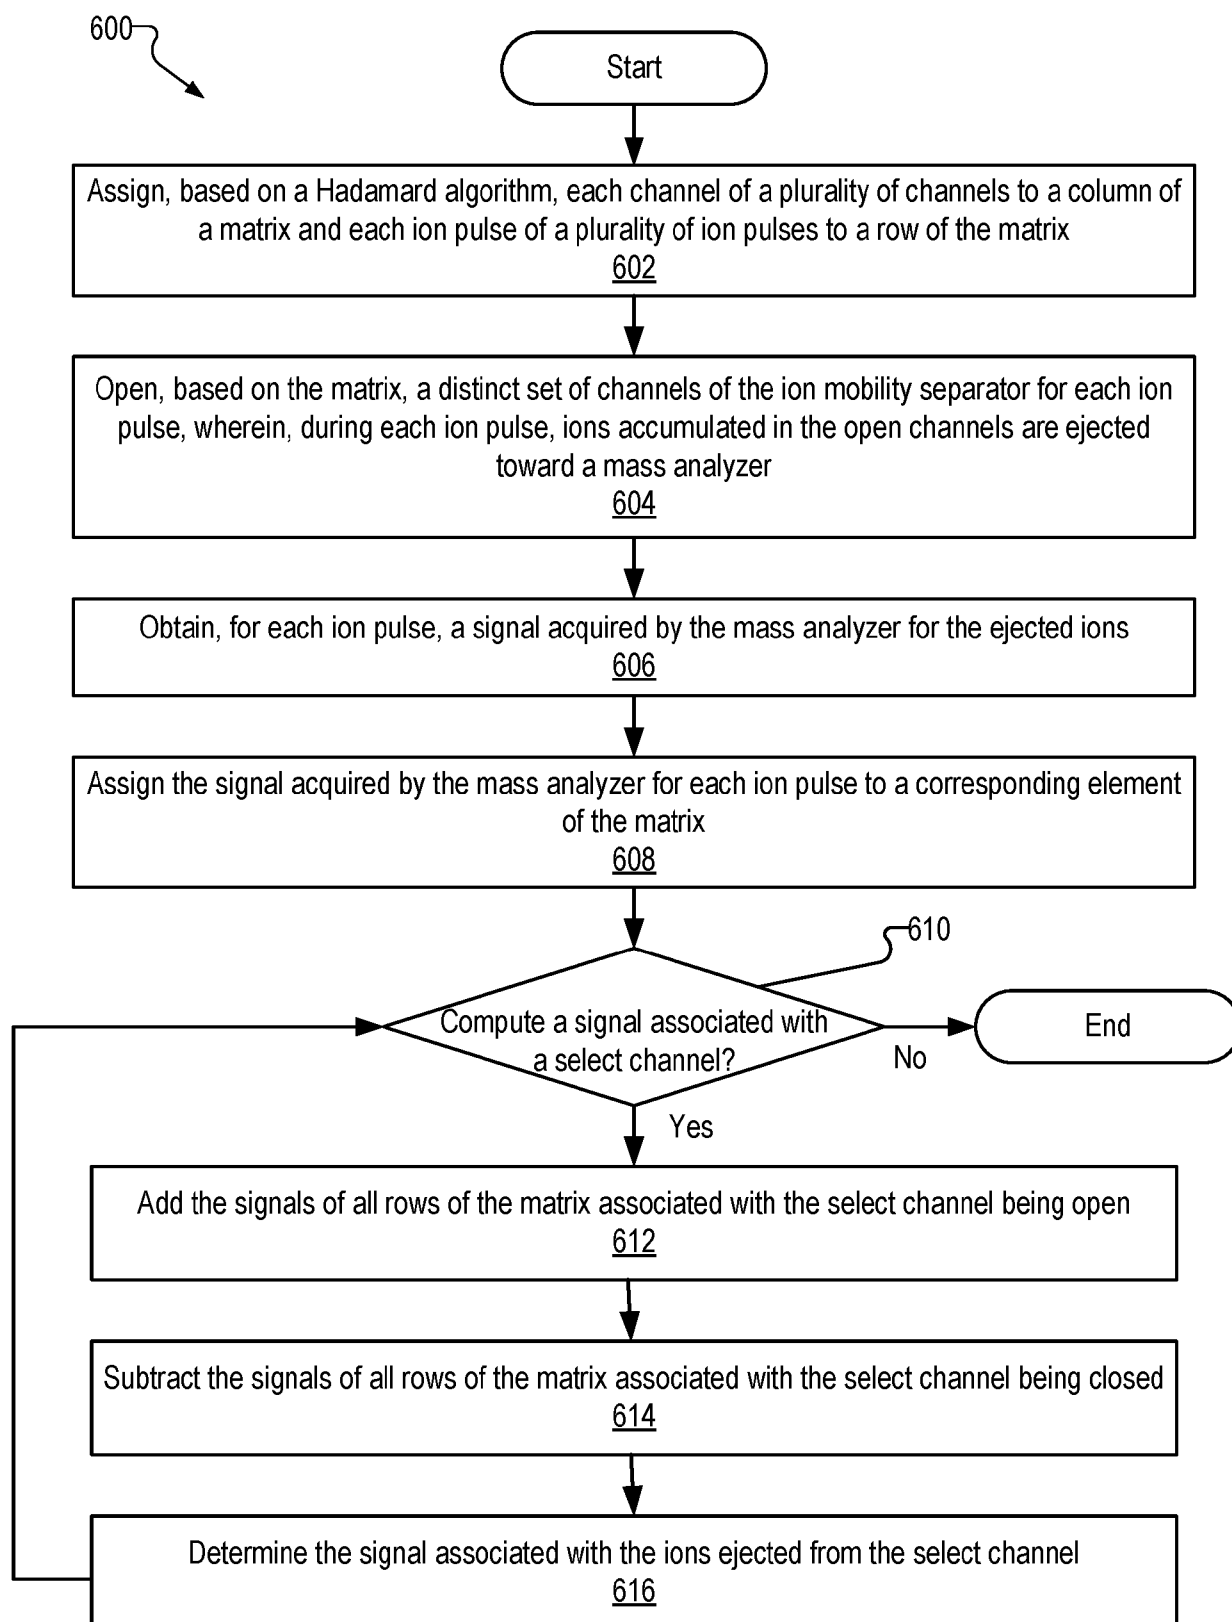 600
Start
Assign, based on a Hadamard algorithm, each channel of a plurality of channels to a column of
a matrix and each ion pulse of a plurality of ion pulses to a row of the matrix
602
Open, based on the matrix, a distinct set of channels of the ion mobility separator for each ion
pulse, wherein, during each ion pulse, ions accumulated in the open channels are ejected
toward a mass analyzer
604
Obtain, for each ion pulse, a signal acquired by the mass analyzer for the ejected ions
606
Assign the signal acquired by the mass analyzer for each ion pulse to a corresponding element
of the matrix
608
610
Compute a signal associated with
a select channel?
End
No
Yes
Add the signals of all rows of the matrix associated with the select channel being open
612
Subtract the signals of all rows of the matrix associated with the select channel being closed
614
Determine the signal associated with the ions ejected from the select channel
616